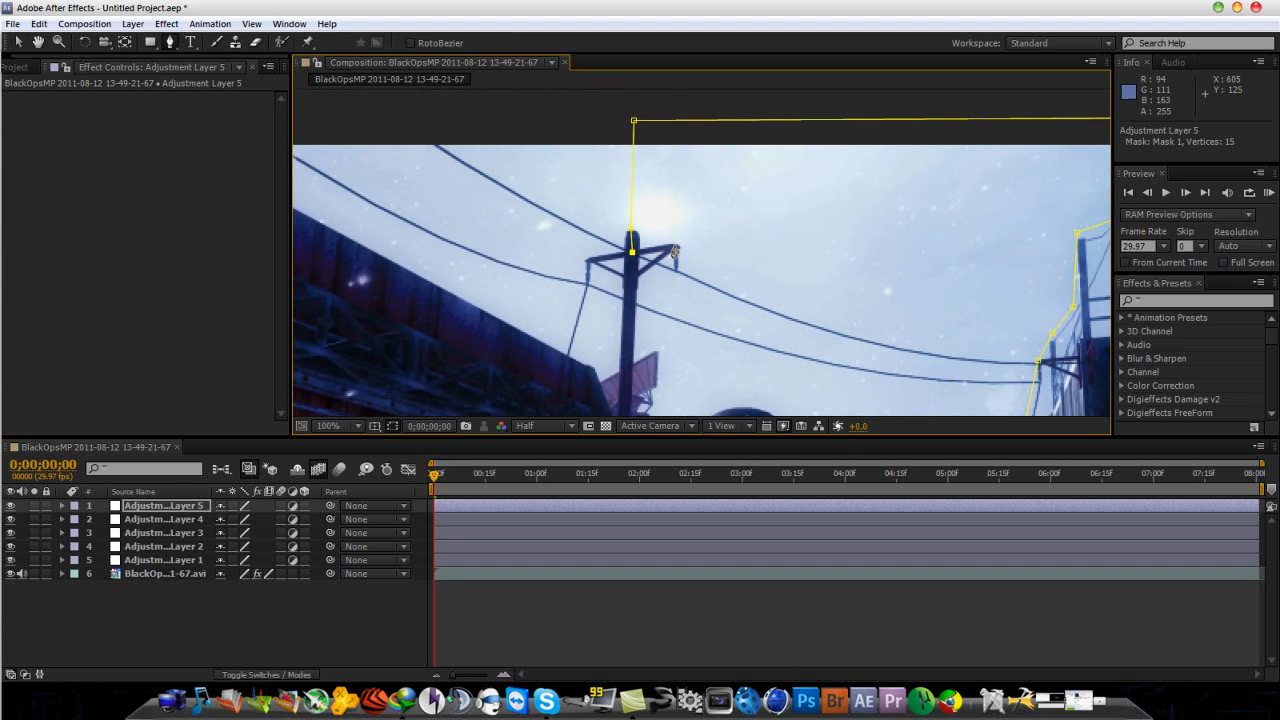 Adobe After Effects - Untitled Project.aep *
File Edit Composition Layer Effect Animation View Window Help
RotoBezier
Workspace: Standard
Search Help
Project
Effect Controls: Adjustment Layer 5
BlackOpsMP 2011-08-12 13-49-21-67 • Adjustment Layer 5
Composition: BlackOpsMP 2011-08-12 13-49-21-67
BlackOpsMP 2011-08-12 13-49-21-67
Info Audio
R: 94
G: 111
B: 163
A: 255
X: 605
Y: 125
Adjustment Layer 5
Mask: Mask 1, Vertices: 15
Preview
RAM Preview Options
Frame Rate Skip Resolution
29.97 0 Auto
From Current Time Full Screen
Effects & Presets
* Animation Presets
3D Channel
Audio
Blur & Sharpen
Channel
Color Correction
Digieffects Damage v2
Digieffects FreeForm
100% 0;00;00;00 Half Active Camera 1 View +0.0
BlackOpsMP 2011-08-12 13-49-21-67
0;00;00;00
00000 (29.97 fps)
:00f 00:15f 01:00f 01:15f 02:00f 02:15f 03:00f 03:15f 04:00f 04:15f 05:00f 05:15f 06:00f 06:15f 07:00f 07:15f 08:00f
# Source Name Parent
1 Adjustm...Layer 5 None
2 Adjustm...Layer 4 None
3 Adjustm...Layer 3 None
4 Adjustm...Layer 2 None
5 Adjustm...Layer 1 None
6 BlackOp...1-67.avi None
Toggle Switches / Modes
99
Ps Br AE Pr